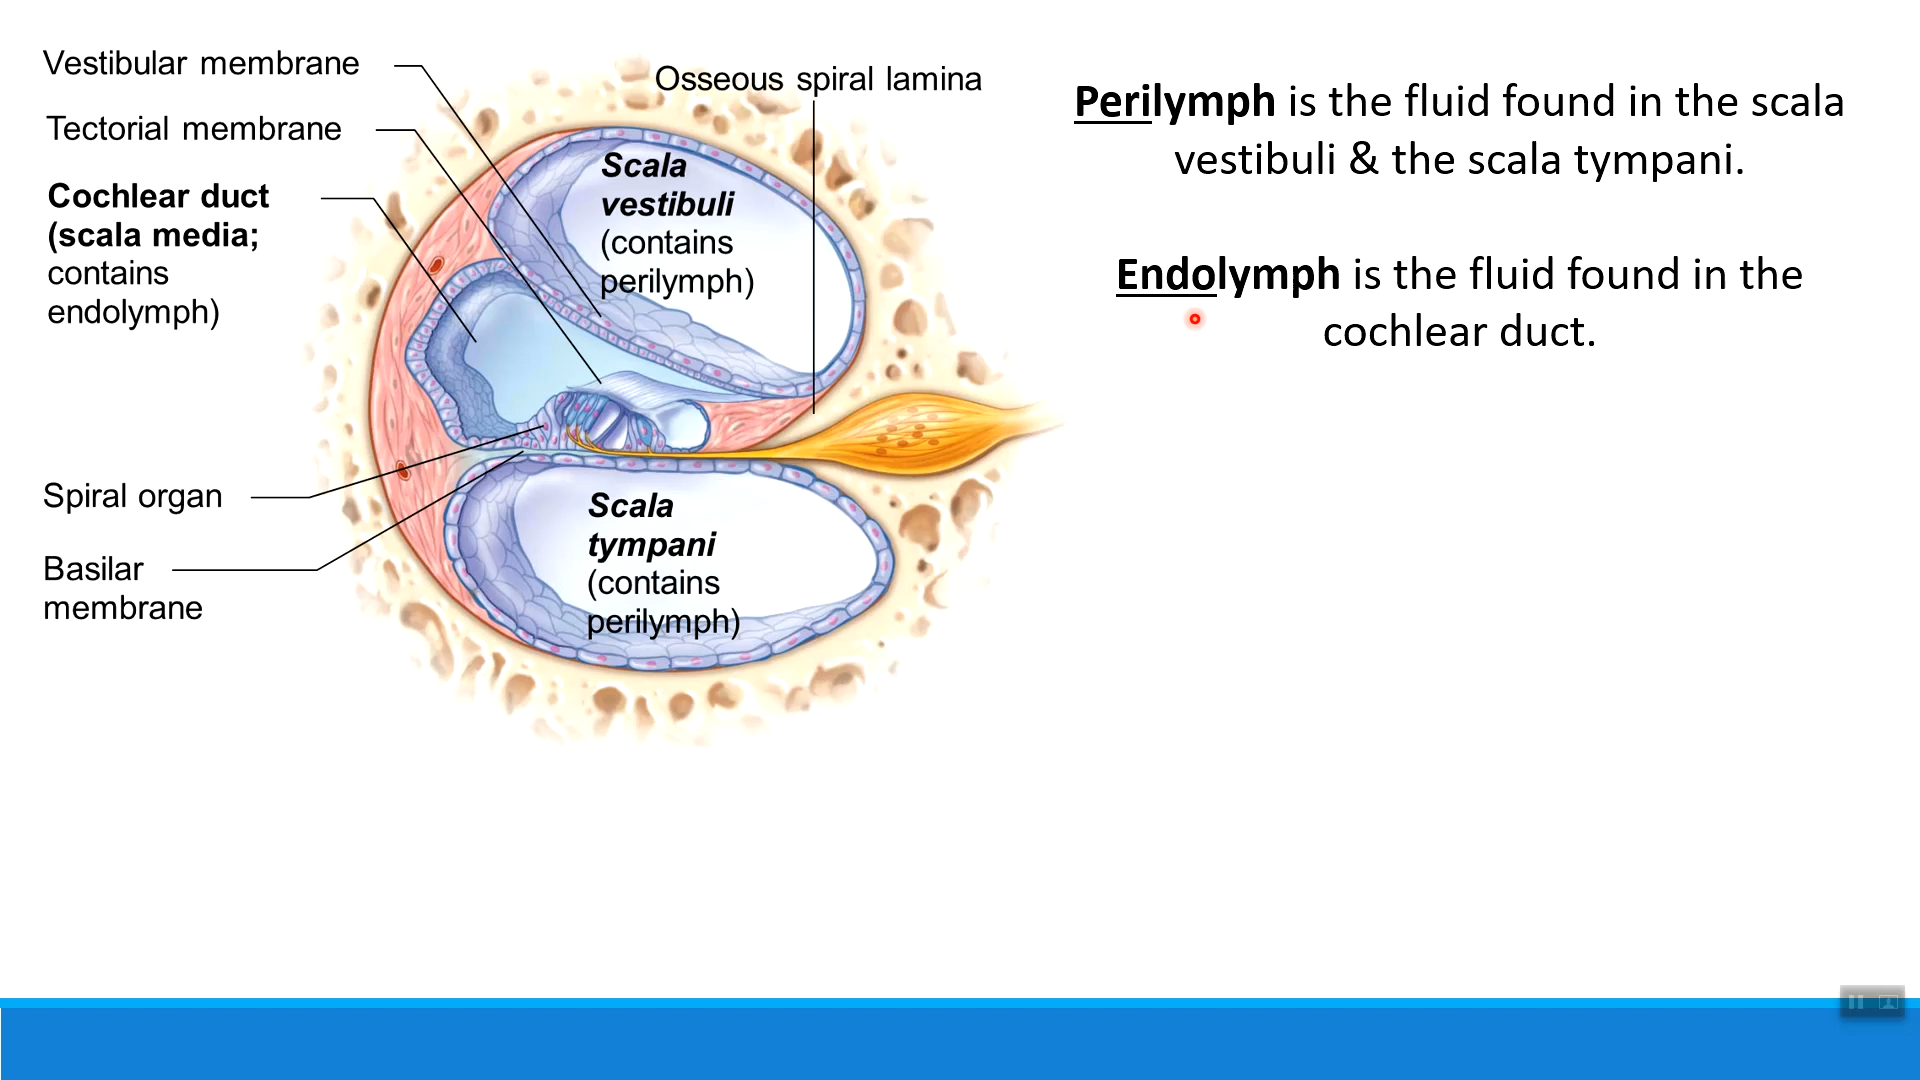 Vestibular membrane
Osseous spiral lamina
Tectorial membrane
Cochlear duct
(scala media;
contains
endolymph)
Scala
vestibuli
(contains
perilymph)
Spiral organ
Basilar
membrane
Scala
tympani
(contains
perilymph)
Perilymph is the fluid found in the scala
vestibuli & the scala tympani.
Endolymph is the fluid found in the
cochlear duct.